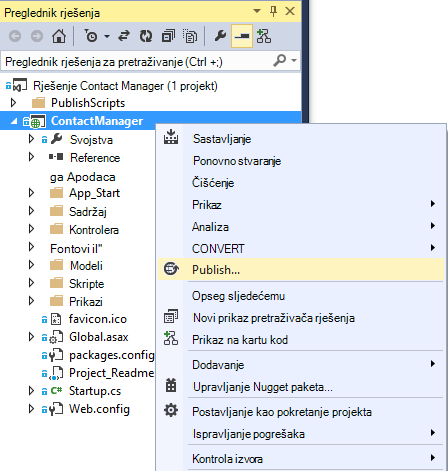 Preglednik rješenja
Preglednik rješenja za pretraživanje (Ctrl +;)
Rješenje Contact Manager (1 projekt)
PublishScripts
ContactManager
Svojstva
Reference
ga Apodaca
App_Start
Sadržaj
Kontrolera
Fontovi il"
Modeli
Skripte
Prikazi
favicon.ico
Global.asax
packages.config
Project_Readme
Startup.cs
Web.config
Sastavljanje
Ponovno stvaranje
Čišćenje
Prikaz
Analiza
CONVERT
Publish...
Opseg sljedećemu
Novi prikaz pretraživača rješenja
Prikaz na kartu kod
Dodavanje
Upravljanje Nugget paketa...
Postavljanje kao pokretanje projekta
Ispravljanje pogrešaka
Kontrola izvora